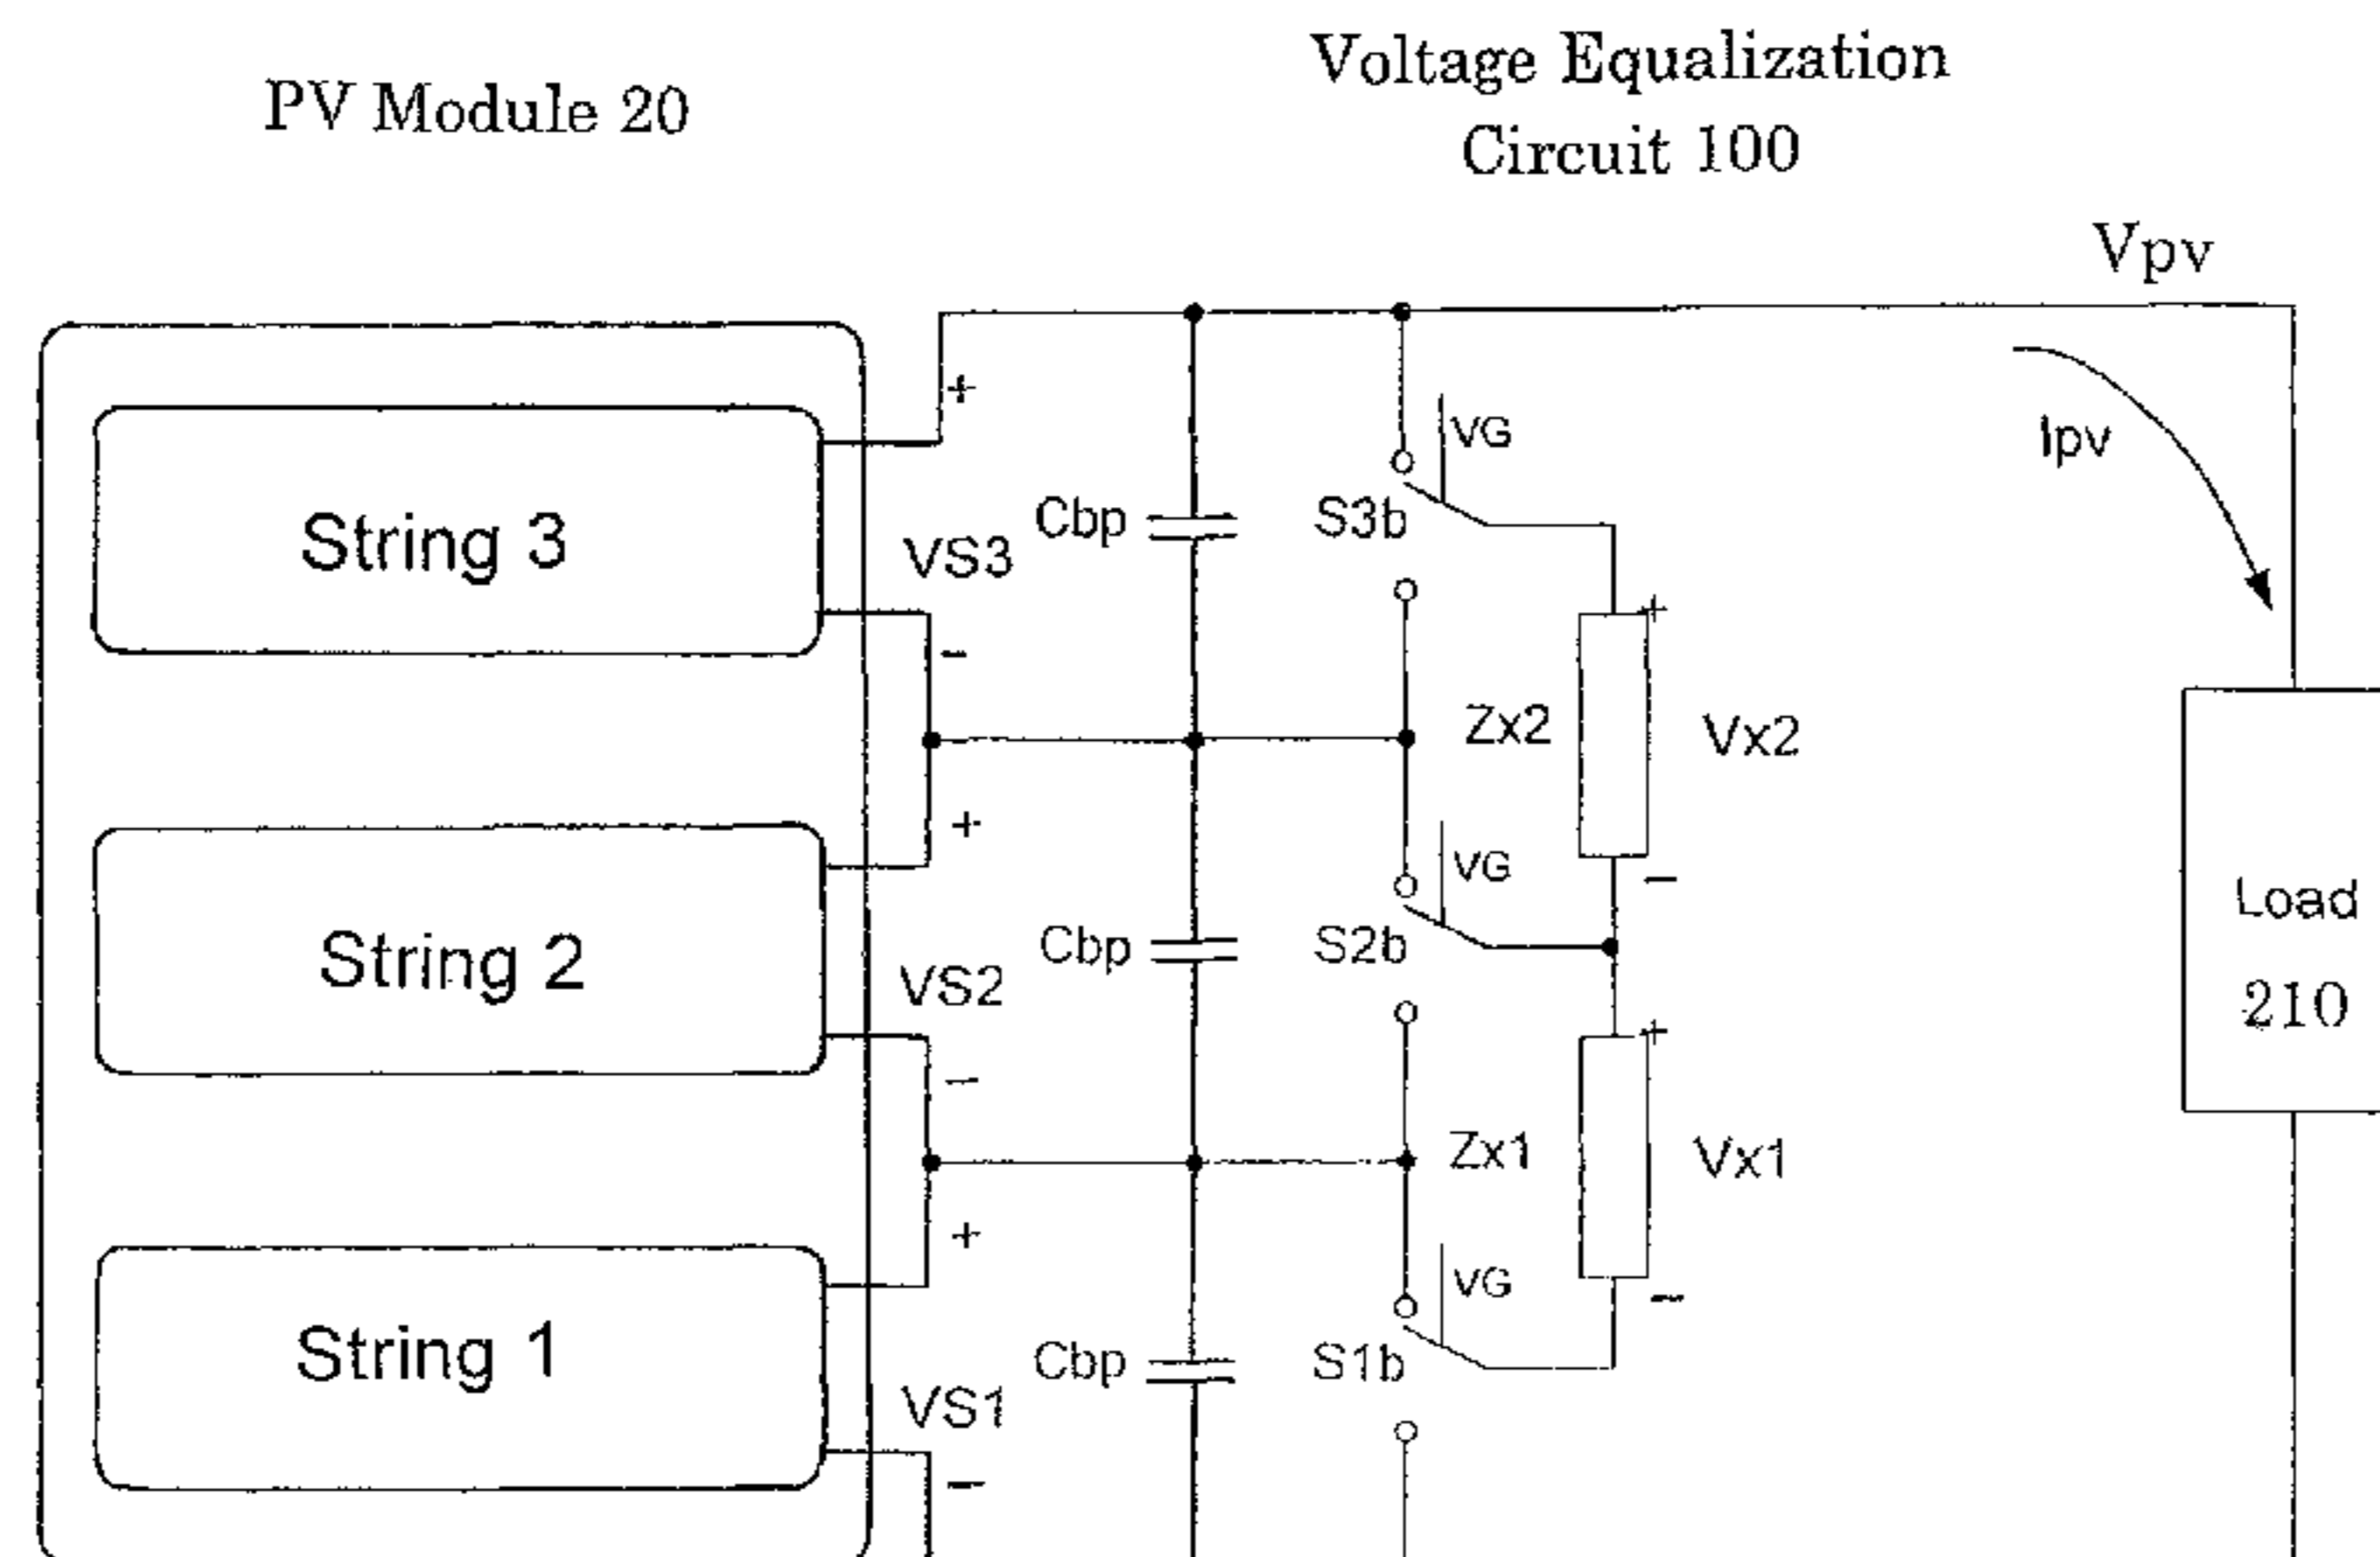 Voltage Equalization
Circuit 100
PV Module 20
Vpv
+
VG
Ipv
String 3
VS3
Cbp
S3b
+
-
Zx2
Vx2
+
VG
-
Load
210
String 2
VS2
Cbp
S2b
+
-
Zx1
Vx1
+
VG
-
String 1
VS1
Cbp
S1b
-